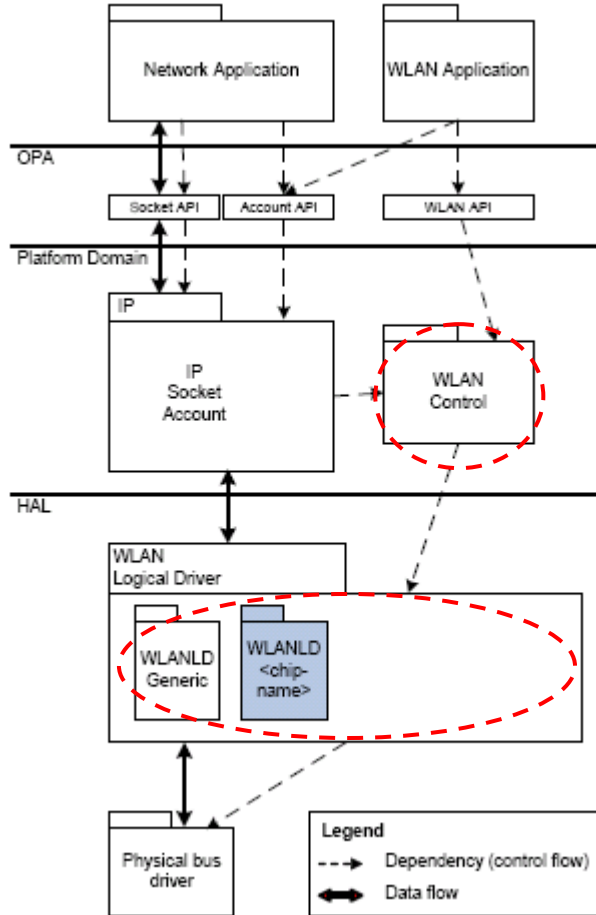 Network Application
WLAN Application
OPA
Socket API
Account API
WLAN API
Platform Domain
IP
IP
Socket
Account
WLAN
Control
HAL
WLAN
Logical Driver
WLANLD
Generic
WLANLD
<chip-
name>
Physical bus
driver
Legend
Dependency (control flow)
Data flow